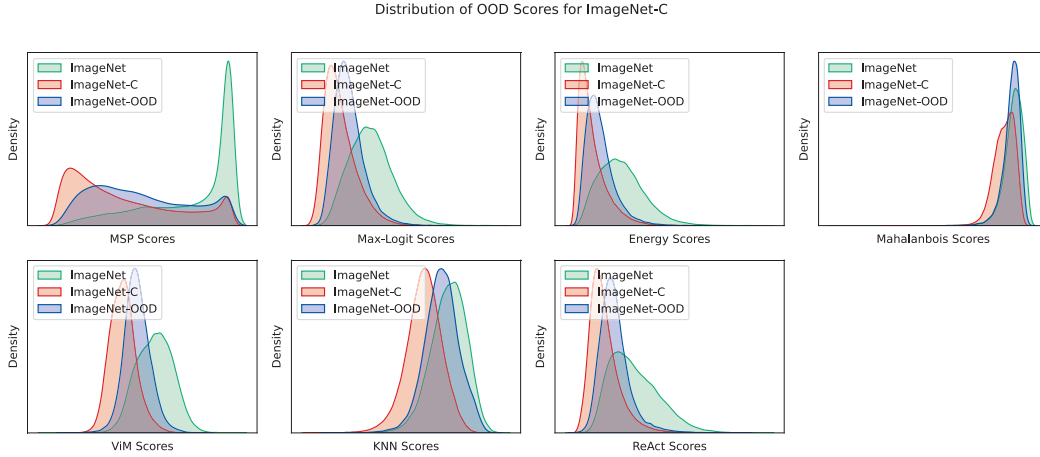 Distribution of OOD Scores for ImageNet-C
ImageNet
ImageNet-C
ImageNet-OOD
Density
MSP Scores
ImageNet
ImageNet-C
ImageNet-OOD
Density
Max-Logit Scores
ImageNet
ImageNet-C
ImageNet-OOD
Density
Energy Scores
ImageNet
ImageNet-C
ImageNet-OOD
Density
Mahalanbois Scores
ImageNet
ImageNet-C
ImageNet-OOD
Density
ViM Scores
ImageNet
ImageNet-C
ImageNet-OOD
Density
KNN Scores
ImageNet
ImageNet-C
ImageNet-OOD
Density
ReAct Scores